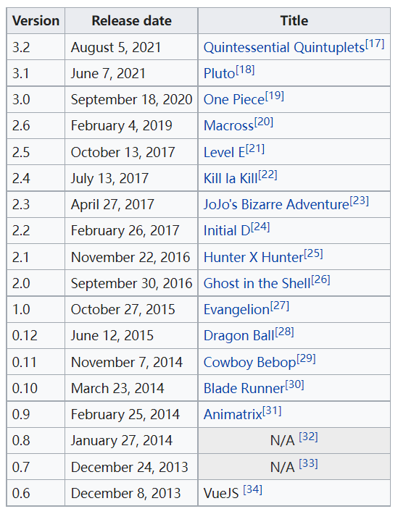 Version Release date Title
3.2 August 5, 2021 Quintessential Quintuplets[17]
3.1 June 7, 2021 Pluto[18]
3.0 September 18, 2020 One Piece[19]
2.6 February 4, 2019 Macross[20]
2.5 October 13, 2017 Level E[21]
2.4 July 13, 2017 Kill la Kill[22]
2.3 April 27, 2017 JoJo's Bizarre Adventure[23]
2.2 February 26, 2017 Initial D[24]
2.1 November 22, 2016 Hunter X Hunter[25]
2.0 September 30, 2016 Ghost in the Shell[26]
1.0 October 27, 2015 Evangelion[27]
0.12 June 12, 2015 Dragon Ball[28]
0.11 November 7, 2014 Cowboy Bebop[29]
0.10 March 23, 2014 Blade Runner[30]
0.9 February 25, 2014 Animatrix[31]
0.8 January 27, 2014 N/A [32]
0.7 December 24, 2013 N/A [33]
0.6 December 8, 2013 VueJS [34]